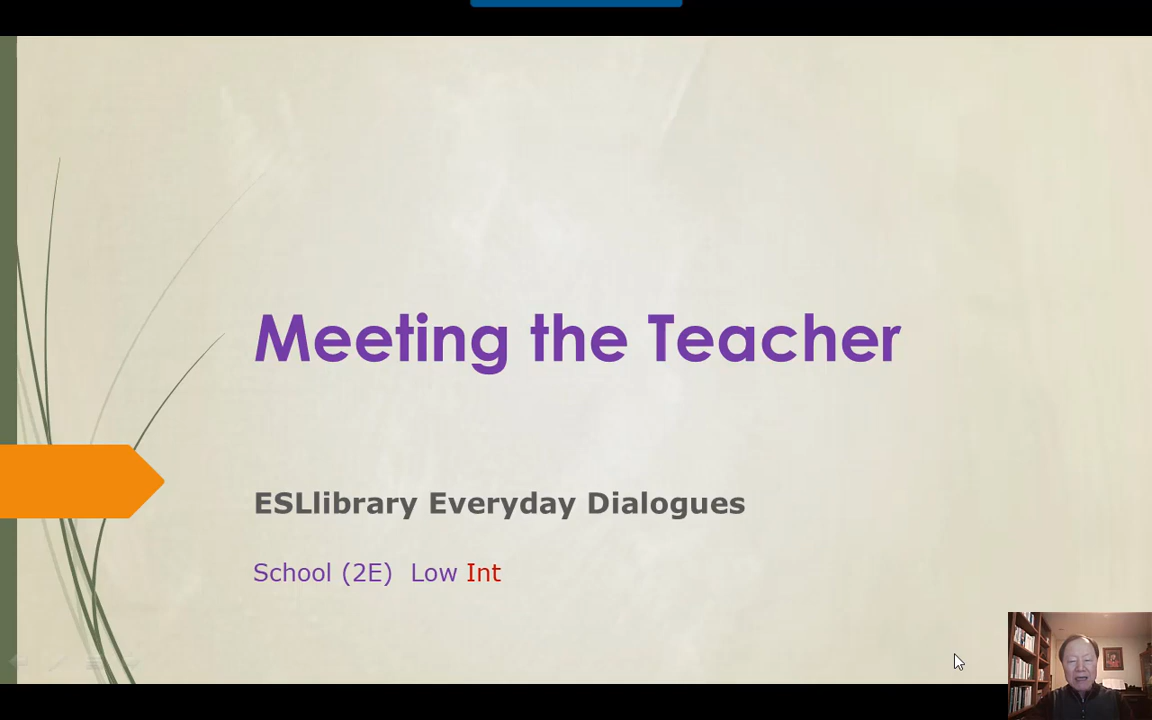 Meeting the Teacher
ESLlibrary Everyday Dialogues
School (2E)  Low Int